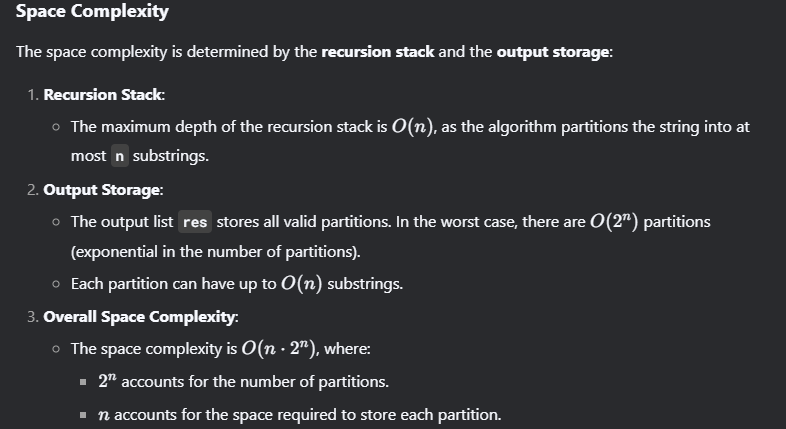 Space Complexity
The space complexity is determined by the recursion stack and the output storage:
1. Recursion Stack:
○ The maximum depth of the recursion stack is O(n), as the algorithm partitions the string into at
most n substrings.
2. Output Storage:
○ The output list res stores all valid partitions. In the worst case, there are O(2ⁿ) partitions
(exponential in the number of partitions).
○ Each partition can have up to O(n) substrings.
3. Overall Space Complexity:
○ The space complexity is O(n · 2ⁿ), where:
▪ 2ⁿ accounts for the number of partitions.
▪ n accounts for the space required to store each partition.